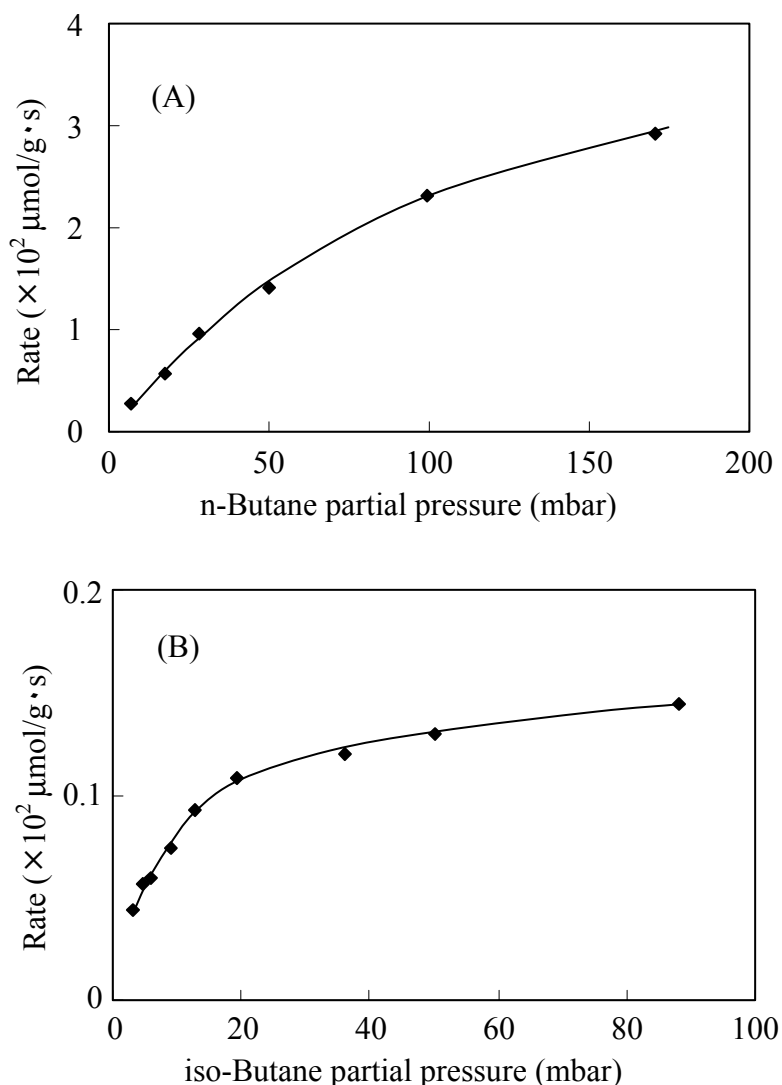 4
3
2
1
0
(A)
Rate (×10² μmol/g·s)
0 50 100 150 200
n-Butane partial pressure (mbar)
0.2
0.1
0
(B)
Rate (×10² μmol/g·s)
0 20 40 60 80 100
iso-Butane partial pressure (mbar)